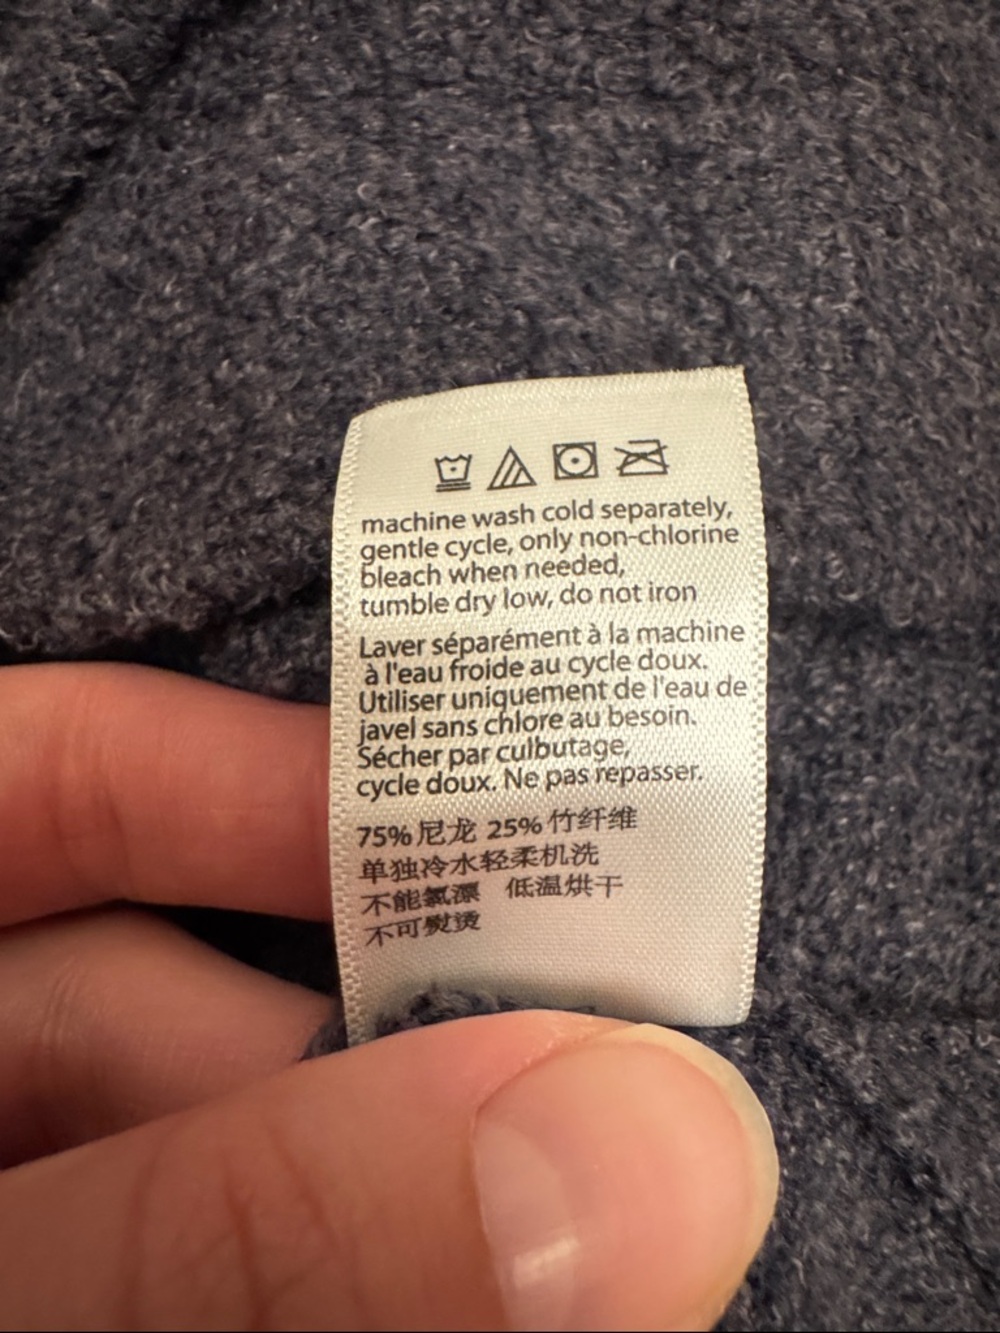 machine wash cold separately,
gentle cycle, only non-chlorine
bleach when needed,
tumble dry low, do not iron
Laver séparément à la machine
à l'eau froide au cycle doux.
Utiliser uniquement de l'eau de
javel sans chlore au besoin.
Sécher par culbutage,
cycle doux. Ne pas repasser.
75% 尼龙 25% 竹纤维
单独冷水轻柔机洗
不能氯漂 低温烘干
不可熨烫